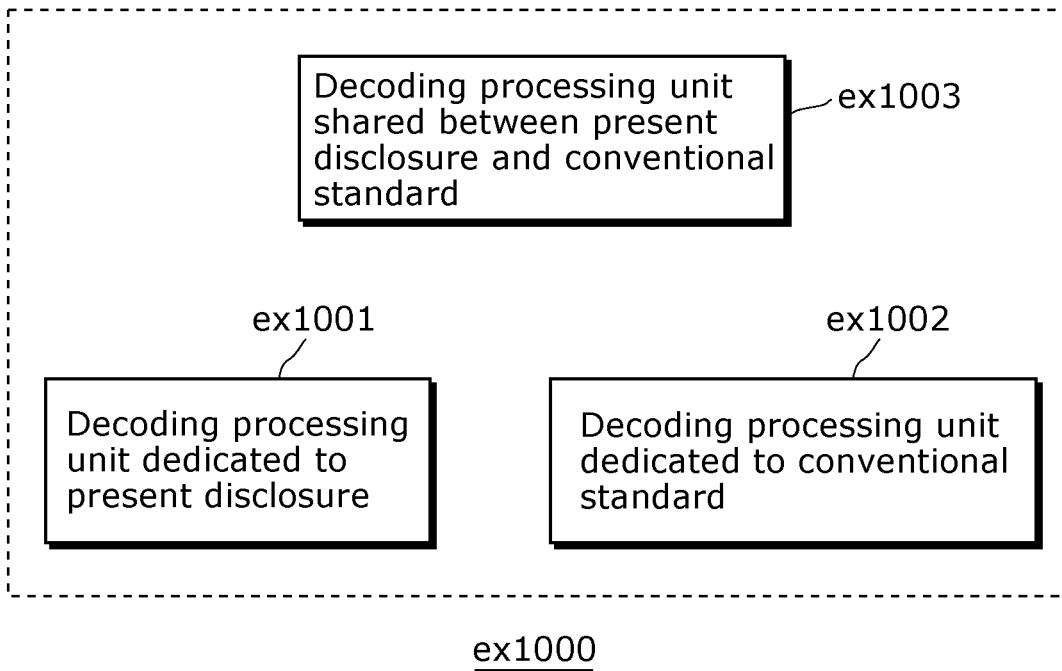 Decoding processing unit
shared between present
disclosure and conventional
standard
ex1003
ex1001
ex1002
Decoding processing
unit dedicated to
present disclosure
Decoding processing unit
dedicated to conventional
standard
ex1000